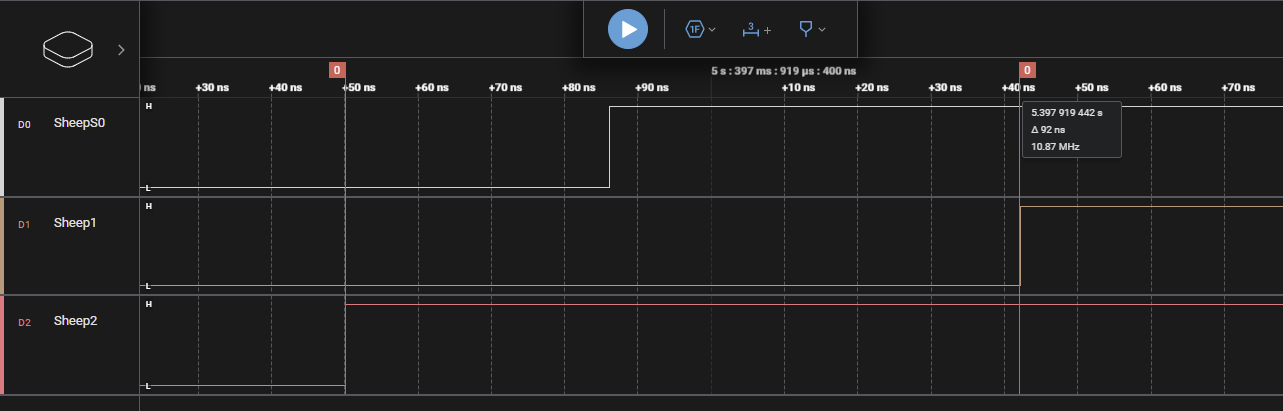 1F
3
+
5 s : 397 ms : 919 µs : 400 ns
0
0
ns +30 ns +40 ns +50 ns +60 ns +70 ns +80 ns +90 ns +10 ns +20 ns +30 ns +40 ns +50 ns +60 ns +70
H
D0 SheepS0
L
5.397 919 442 s
Δ 92 ns
10.87 MHz
H
D1 Sheep1
L
H
D2 Sheep2
L